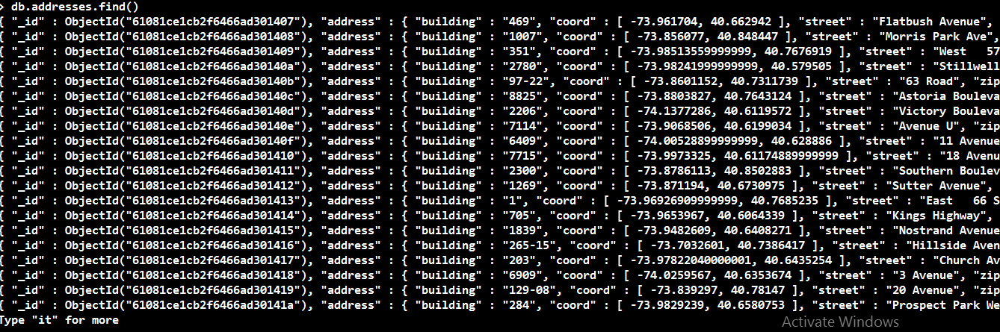 > db.addresses.find()
{ "_id" : ObjectId("61081ce1cb2f6466ad301407"), "address" : { "building" : "469", "coord" : [ -73.961704, 40.662942 ], "street" : "Flatbush Avenue",
{ "_id" : ObjectId("61081ce1cb2f6466ad301408"), "address" : { "building" : "1007", "coord" : [ -73.856077, 40.848447 ], "street" : "Morris Park Ave",
{ "_id" : ObjectId("61081ce1cb2f6466ad301409"), "address" : { "building" : "351", "coord" : [ -73.98513559999999, 40.7676919 ], "street" : "West   57
{ "_id" : ObjectId("61081ce1cb2f6466ad30140a"), "address" : { "building" : "2780", "coord" : [ -73.98241999999999, 40.579505 ], "street" : "Stillwell
{ "_id" : ObjectId("61081ce1cb2f6466ad30140b"), "address" : { "building" : "97-22", "coord" : [ -73.8601152, 40.7311739 ], "street" : "63 Road", "zip
{ "_id" : ObjectId("61081ce1cb2f6466ad30140c"), "address" : { "building" : "8825", "coord" : [ -73.8803827, 40.7643124 ], "street" : "Astoria Bouleva
{ "_id" : ObjectId("61081ce1cb2f6466ad30140d"), "address" : { "building" : "2206", "coord" : [ -74.1377286, 40.6119572 ], "street" : "Victory Bouleva
{ "_id" : ObjectId("61081ce1cb2f6466ad30140e"), "address" : { "building" : "7114", "coord" : [ -73.9068506, 40.6199034 ], "street" : "Avenue U", "zip
{ "_id" : ObjectId("61081ce1cb2f6466ad30140f"), "address" : { "building" : "6409", "coord" : [ -74.00528899999999, 40.628886 ], "street" : "11 Avenue
{ "_id" : ObjectId("61081ce1cb2f6466ad301410"), "address" : { "building" : "7715", "coord" : [ -73.9973325, 40.61174889999999 ], "street" : "18 Avenu
{ "_id" : ObjectId("61081ce1cb2f6466ad301411"), "address" : { "building" : "2300", "coord" : [ -73.8786113, 40.8502883 ], "street" : "Southern Boulev
{ "_id" : ObjectId("61081ce1cb2f6466ad301412"), "address" : { "building" : "1269", "coord" : [ -73.871194, 40.6730975 ], "street" : "Sutter Avenue",
{ "_id" : ObjectId("61081ce1cb2f6466ad301413"), "address" : { "building" : "1", "coord" : [ -73.96926909999999, 40.7685235 ], "street" : "East   66 S
{ "_id" : ObjectId("61081ce1cb2f6466ad301414"), "address" : { "building" : "705", "coord" : [ -73.9653967, 40.6064339 ], "street" : "Kings Highway",
{ "_id" : ObjectId("61081ce1cb2f6466ad301415"), "address" : { "building" : "1839", "coord" : [ -73.9482609, 40.6408271 ], "street" : "Nostrand Avenue
{ "_id" : ObjectId("61081ce1cb2f6466ad301416"), "address" : { "building" : "265-15", "coord" : [ -73.7032601, 40.7386417 ], "street" : "Hillside Aven
{ "_id" : ObjectId("61081ce1cb2f6466ad301417"), "address" : { "building" : "203", "coord" : [ -73.97822040000001, 40.6435254 ], "street" : "Church Av
{ "_id" : ObjectId("61081ce1cb2f6466ad301418"), "address" : { "building" : "6909", "coord" : [ -74.0259567, 40.6353674 ], "street" : "3 Avenue", "zip
{ "_id" : ObjectId("61081ce1cb2f6466ad301419"), "address" : { "building" : "129-08", "coord" : [ -73.839297, 40.78147 ], "street" : "20 Avenue", "zip
{ "_id" : ObjectId("61081ce1cb2f6466ad30141a"), "address" : { "building" : "284", "coord" : [ -73.9829239, 40.6580753 ], "street" : "Prospect Park We
Type "it" for more
Activate Windows